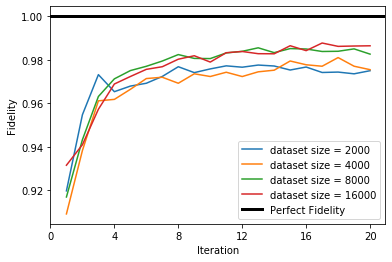 1.00
0.98
0.96
0.94
0.92
Fidelity
0
4
8
12
16
20
Iteration
dataset size = 2000
dataset size = 4000
dataset size = 8000
dataset size = 16000
Perfect Fidelity